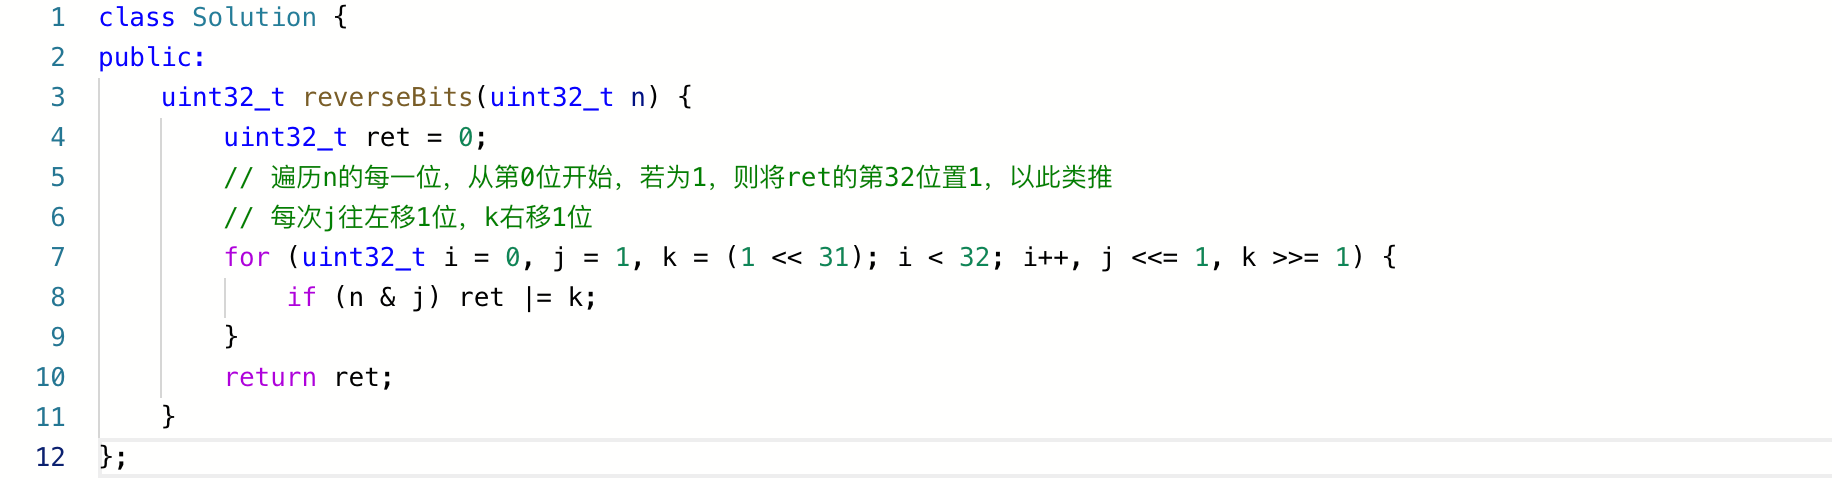 1 class Solution {
2 public:
3     uint32_t reverseBits(uint32_t n) {
4         uint32_t ret = 0;
5         // 遍历n的每一位，从第0位开始，若为1，则将ret的第32位置1，以此类推
6         // 每次j往左移1位，k右移1位
7         for (uint32_t i = 0, j = 1, k = (1 << 31); i < 32; i++, j <<= 1, k >>= 1) {
8             if (n & j) ret |= k;
9         }
10         return ret;
11     }
12 };